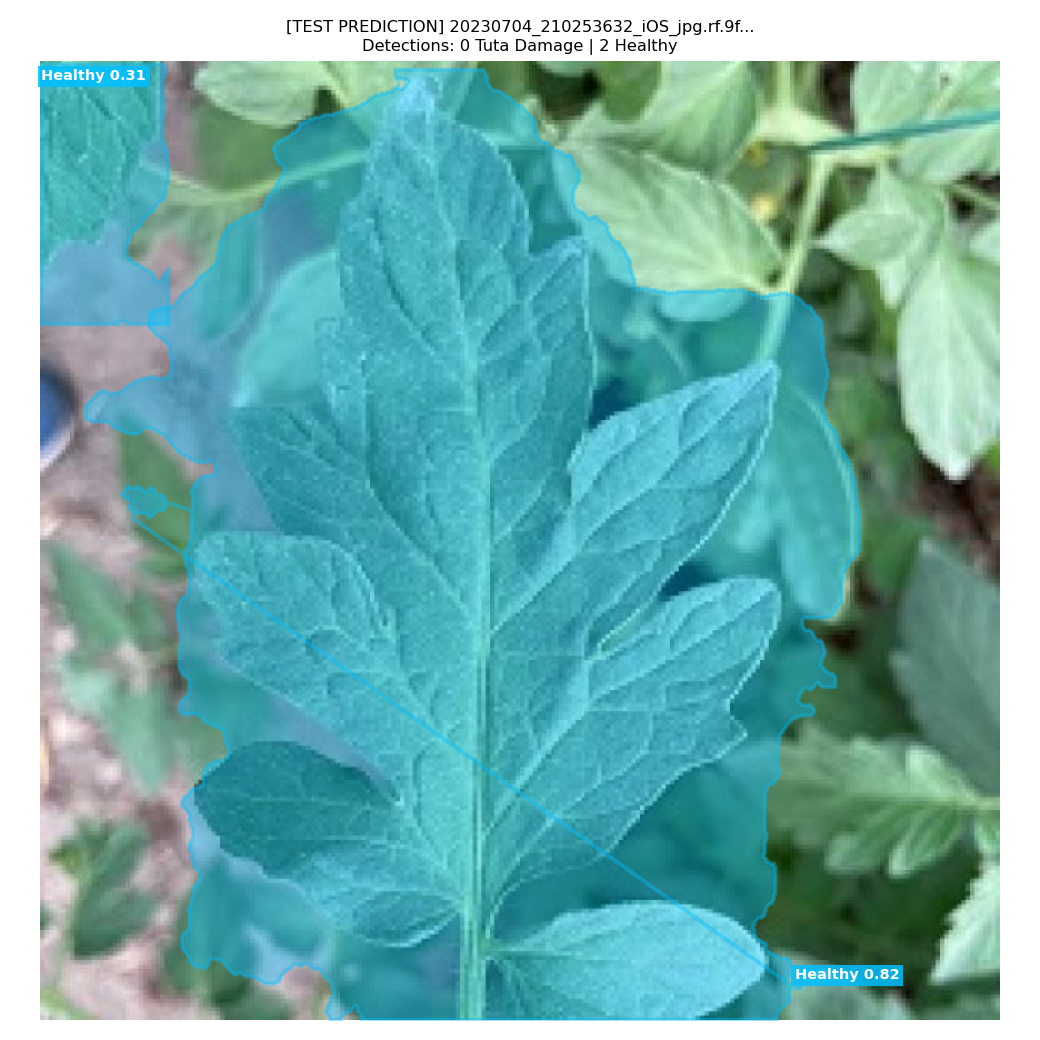 [TEST PREDICTION] 20230704_210253632_iOS_jpg.rf.9f...
Detections: 0 Tuta Damage | 2 Healthy
Healthy 0.31
Healthy 0.82